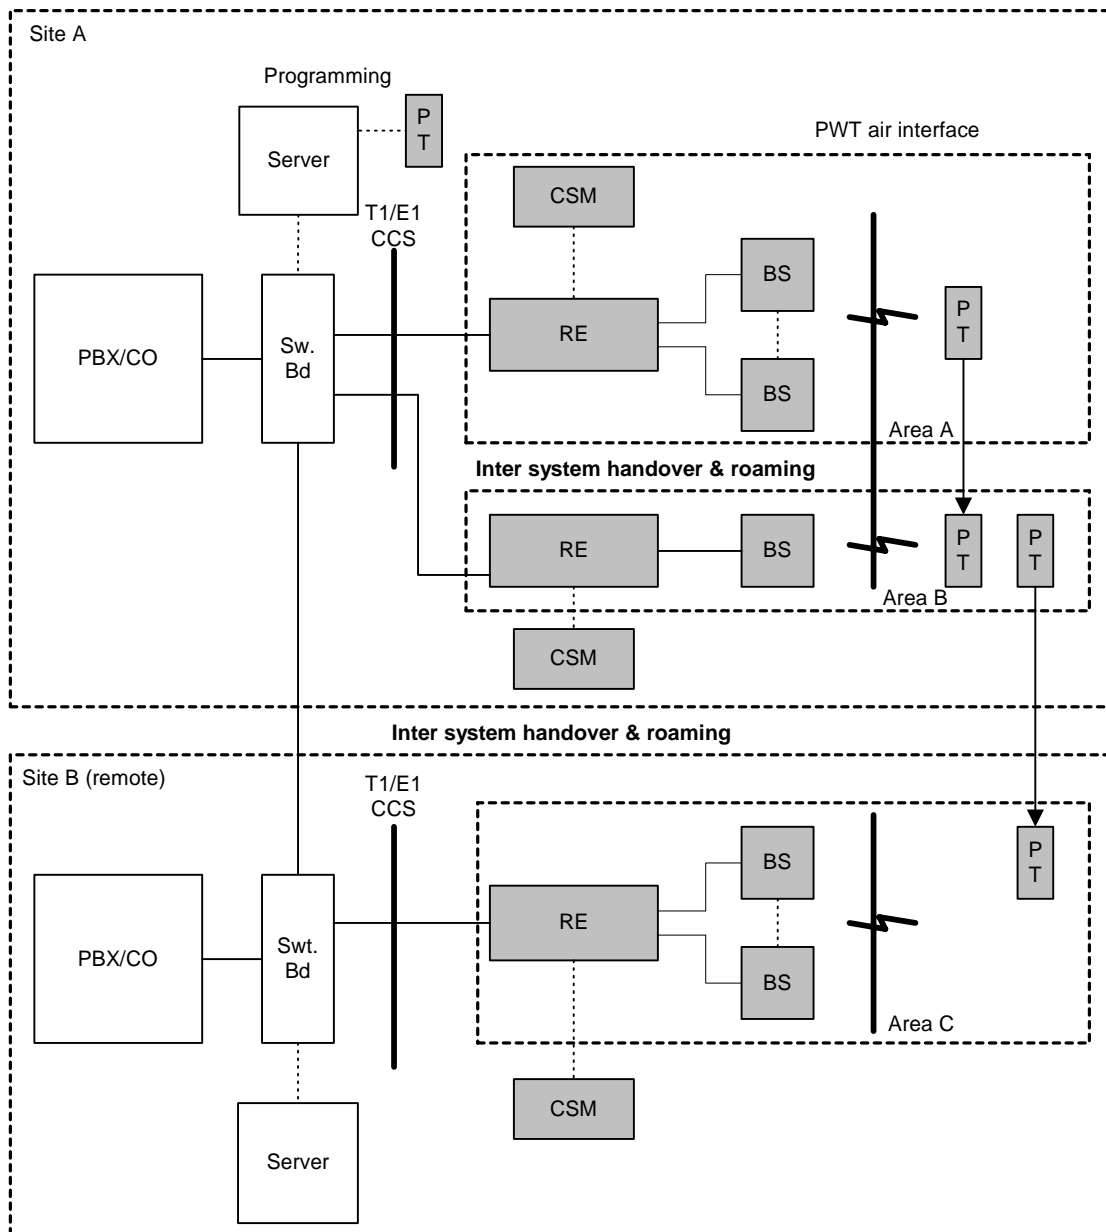 Site A
Programming
P
T
PWT air interface
Server
CSM
T1/E1
CCS
BS
PBX/CO
Sw.
Bd
RE
P
T
BS
Area A
Inter system handover & roaming
RE
BS
P
T
P
T
Area B
CSM
Inter system handover & roaming
Site B (remote)
T1/E1
CCS
BS
P
T
PBX/CO
Swt.
Bd
RE
BS
Area C
CSM
Server